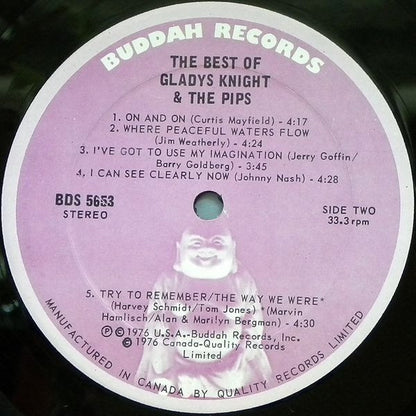 BUDDAH RECORDS
THE BEST OF
GLADYS KNIGHT
& THE PIPS
1. ON AND ON (Curtis Mayfield) - 4:17
2. WHERE PEACEFUL WATERS FLOW
(Jim Weatherly) - 4:24
3. I'VE GOT TO USE MY IMAGINATION (Jerry Goffin/
Barry Goldberg) - 3:45
4. I CAN SEE CLEARLY NOW (Johnny Nash) - 4:28
BDS 5653
STEREO
SIDE TWO
33.3 rpm
5. TRY TO REMEMBER/THE WAY WE WERE*
(Harvey Schmidt/Tom Jones) (Marvin
Hamlisch/Alan & Marilyn Bergman) - 4:30
Ⓟ©1976 U.S.A.-Buddah Records, Inc.
©1976 Canada-Quality Records
Limited
MANUFACTURED IN CANADA BY QUALITY RECORDS LIMITED